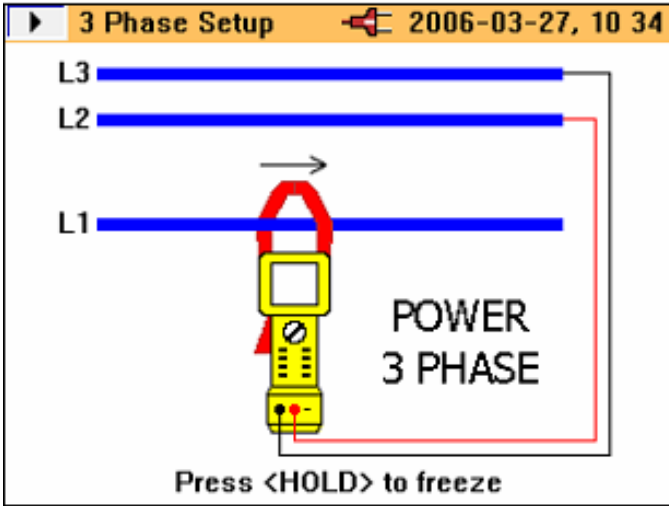 3 Phase Setup 2006-03-27, 10 34
L3
L2
L1
POWER
3 PHASE
Press <HOLD> to freeze